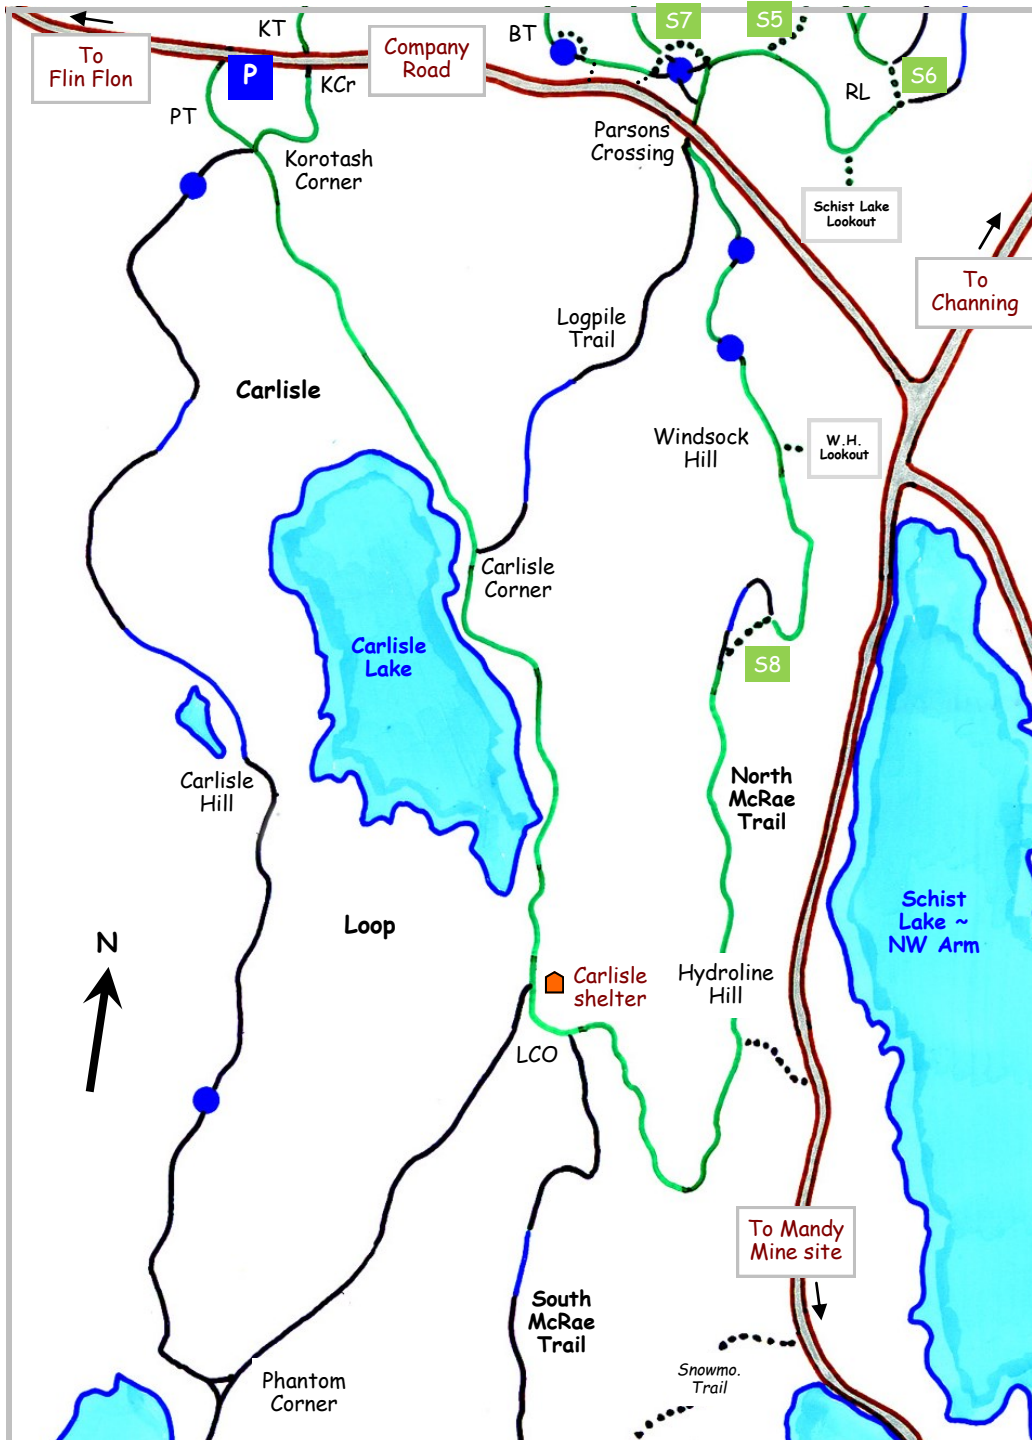 KT
BT
S7
S5
To
Flin Flon
P
KCr
Company
Road
S6
RL
PT
Parsons
Crossing
Korotash
Corner
Schist Lake
Lookout
To
Channing
Logpile
Trail
Carlisle
Windsock
Hill
W.H.
Lookout
Carlisle
Corner
Carlisle
Lake
S8
Carlisle
Hill
North
McRae
Trail
Loop
Schist
Lake ~
NW Arm
N
Carlisle
shelter
Hydroline
Hill
LCO
To Mandy
Mine site
South
McRae
Trail
Snowmo.
Trail
Phantom
Corner